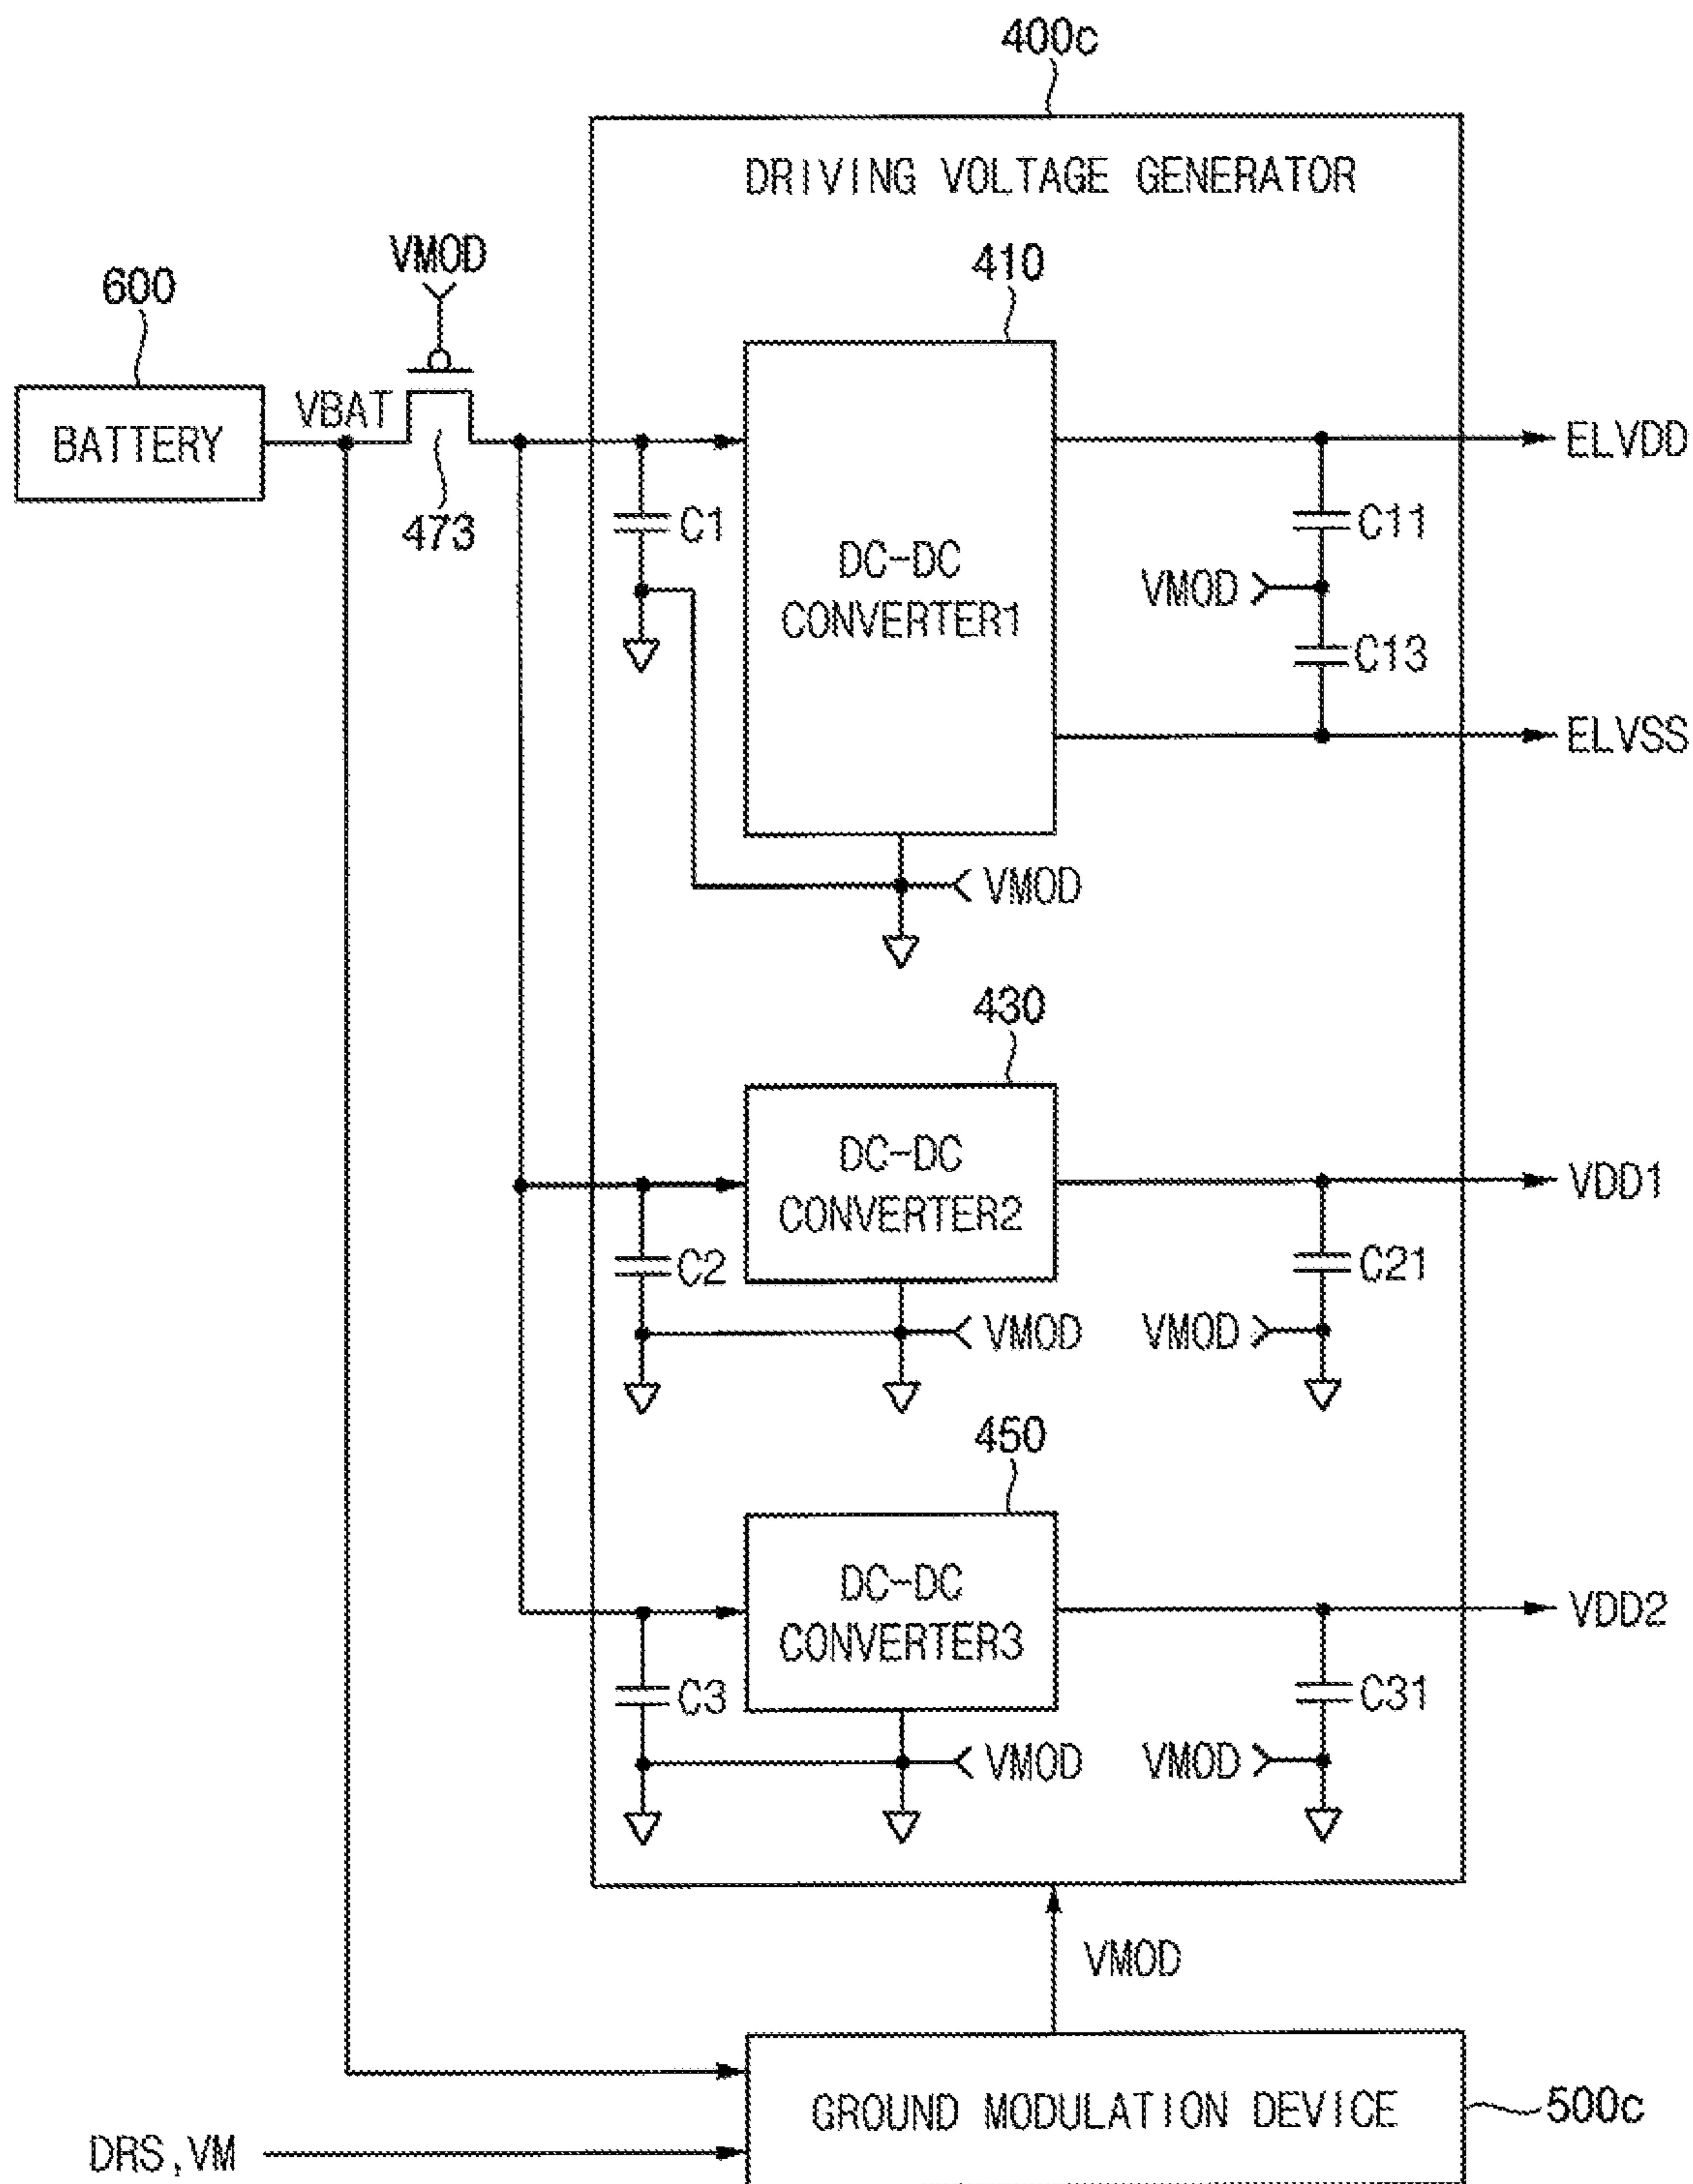 400c
DRIVING VOLTAGE GENERATOR
VMOD
410
600
BATTERY
VBAT
473
C1
DC-DC
CONVERTER1
ELVDD
C11
VMOD
C13
ELVSS
VMOD
430
DC-DC
CONVERTER2
VDD1
C2
C21
VMOD
VMOD
450
DC-DC
CONVERTER3
VDD2
C3
C31
VMOD
VMOD
VMOD
GROUND MODULATION DEVICE
500c
DRS,VM